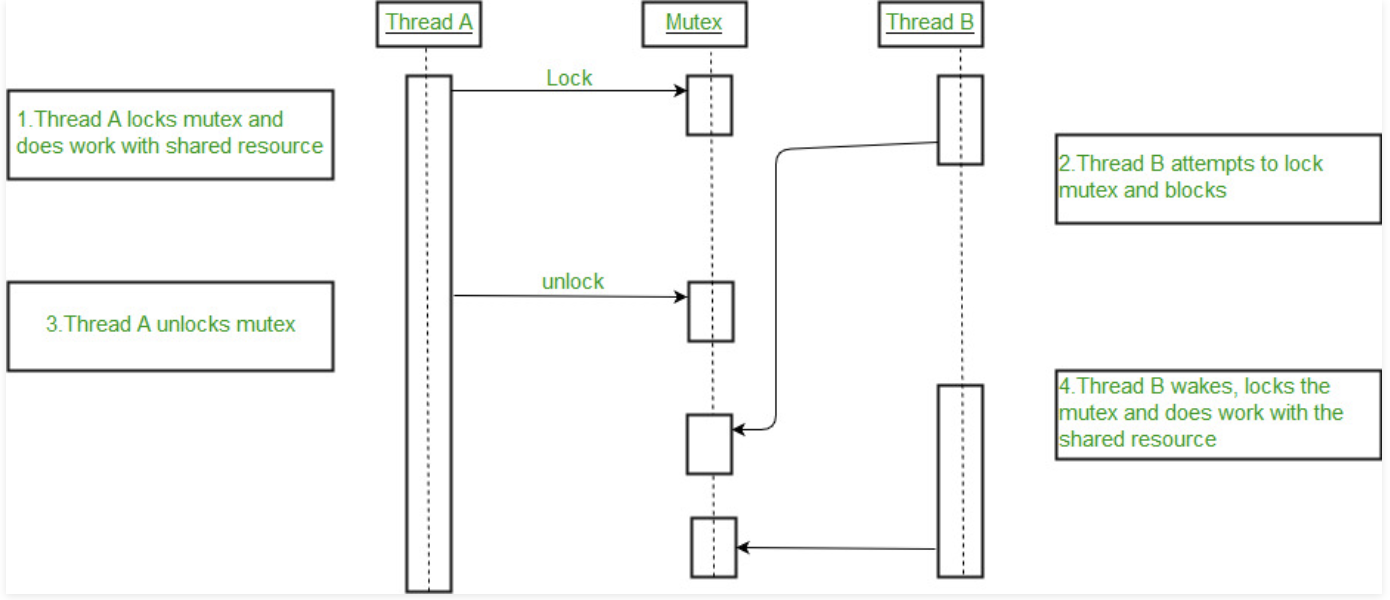 Thread A
Mutex
Thread B
Lock
1.Thread A locks mutex and
does work with shared resource
2.Thread B attempts to lock
mutex and blocks
unlock
3.Thread A unlocks mutex
4.Thread B wakes, locks the
mutex and does work with the
shared resource